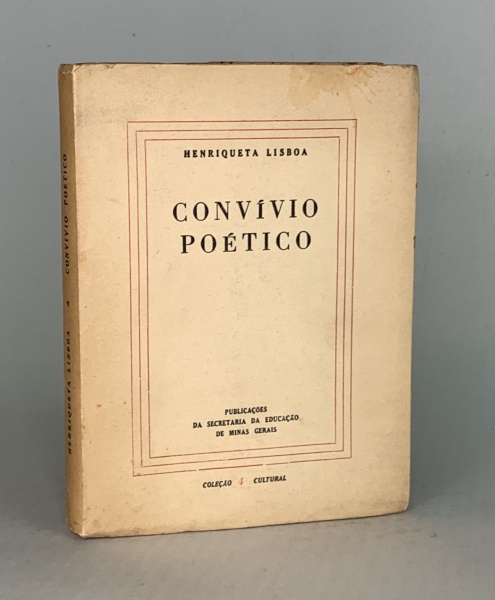 HENRIQUETA LISBOA
CONVÍVIO
POÉTICO
PUBLICAÇÕES
DA SECRETARIA DA EDUCAÇÃO
DE MINAS GERAIS
COLEÇÃO 4 CULTURAL
HENRIQUETA LISBOA CONVÍVIO POÉTICO